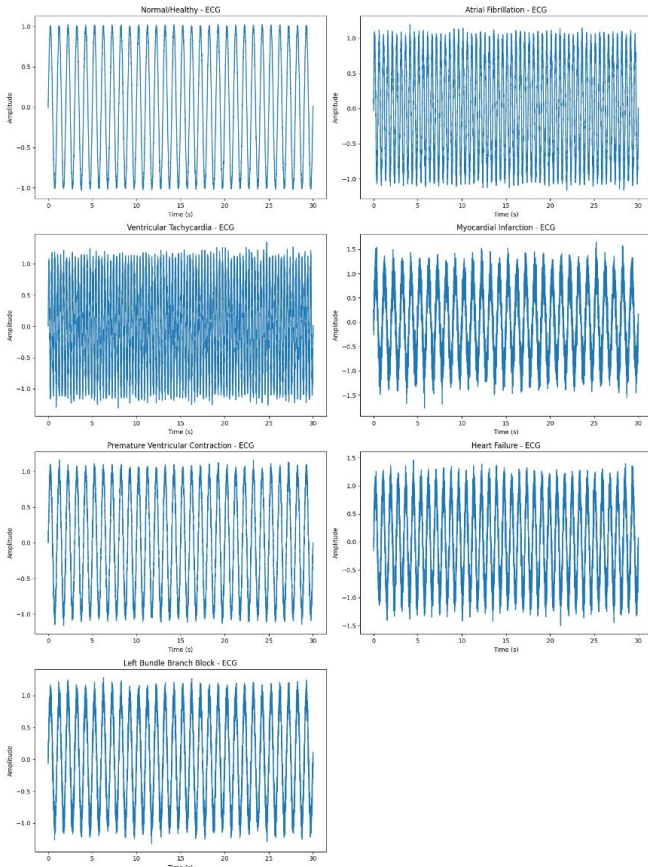 Normal/Healthy - ECG
1.0
0.5
0.0
−0.5
−1.0
Amplitude
0 5 10 15 20 25 30
Time (s)
Atrial Fibrillation - ECG
1.0
0.5
0.0
−0.5
−1.0
Amplitude
0 5 10 15 20 25 30
Time (s)
Ventricular Tachycardia - ECG
1.0
0.5
0.0
−0.5
−1.0
Amplitude
0 5 10 15 20 25 30
Time (s)
Myocardial Infarction - ECG
1.5
1.0
0.5
0.0
−0.5
−1.0
−1.5
Amplitude
0 5 10 15 20 25 30
Time (s)
Premature Ventricular Contraction - ECG
1.0
0.5
0.0
−0.5
−1.0
Amplitude
0 5 10 15 20 25 30
Time (s)
Heart Failure - ECG
1.5
1.0
0.5
0.0
−0.5
−1.0
−1.5
Amplitude
0 5 10 15 20 25 30
Time (s)
Left Bundle Branch Block - ECG
1.0
0.5
0.0
−0.5
−1.0
Amplitude
0 5 10 15 20 25 30
Time (s)